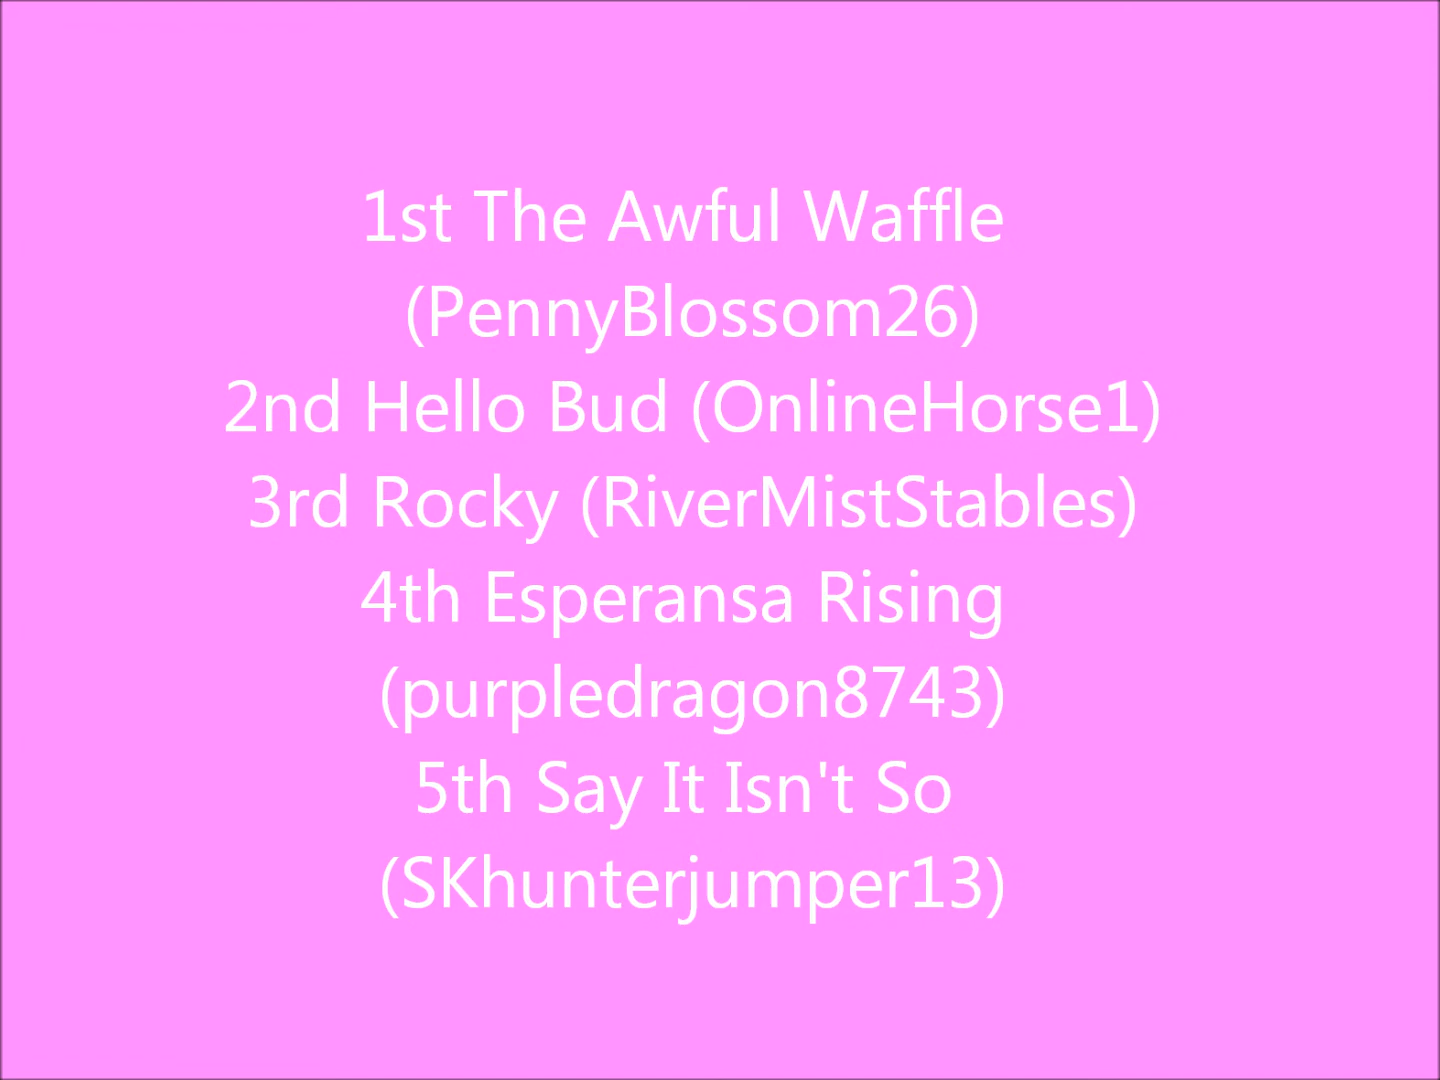 1st The Awful Waffle
(PennyBlossom26)
2nd Hello Bud (OnlineHorse1)
3rd Rocky (RiverMistStables)
4th Esperansa Rising
(purpledragon8743)
5th Say It Isn't So
(SKhunterjumper13)